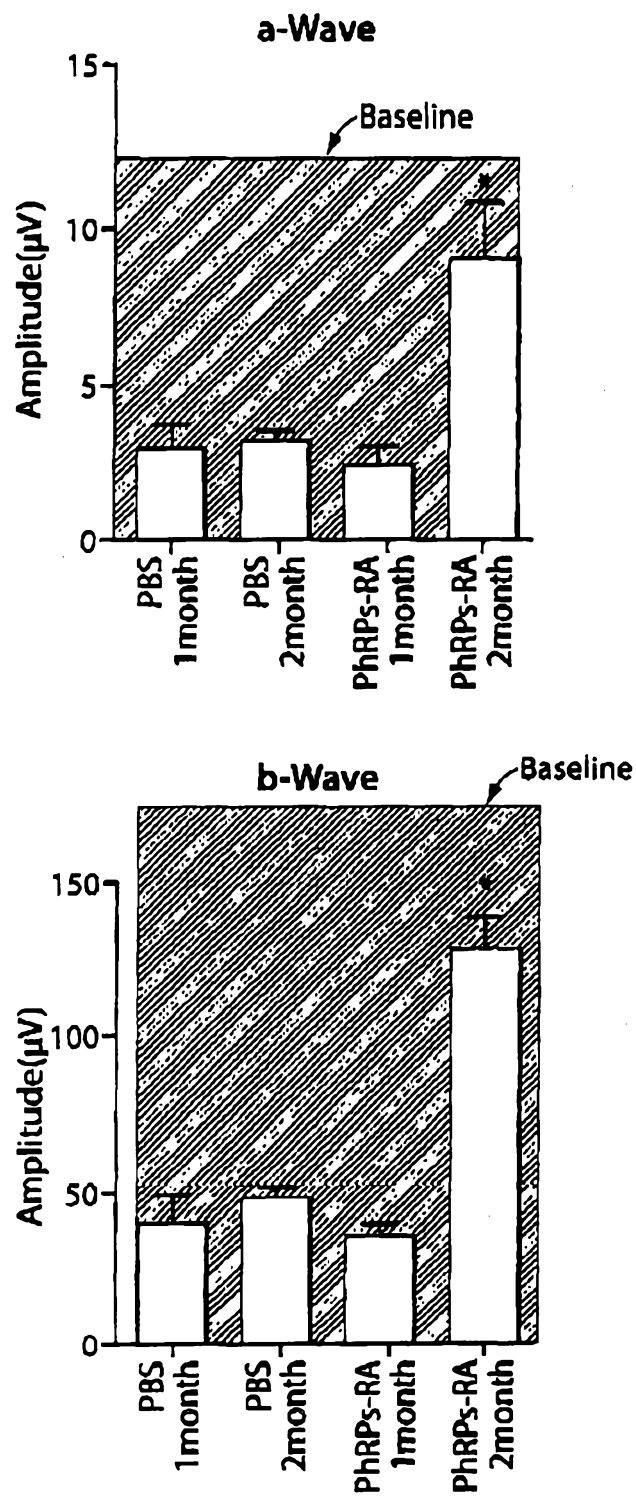 a-Wave
Baseline
15
10
5
0
Amplitude(µV)
PBS
1month
PBS
2month
PhRPs-RA
1month
PhRPs-RA
2month
*
b-Wave
Baseline
150
100
50
0
Amplitude(µV)
*
PBS
1month
PBS
2month
PhRPs-RA
1month
PhRPs-RA
2month